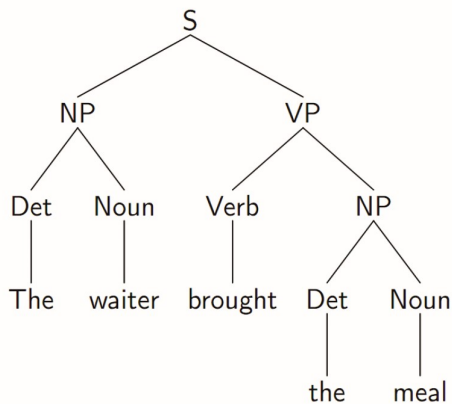 S
NP VP
Det Noun Verb NP
The waiter brought Det Noun
the meal